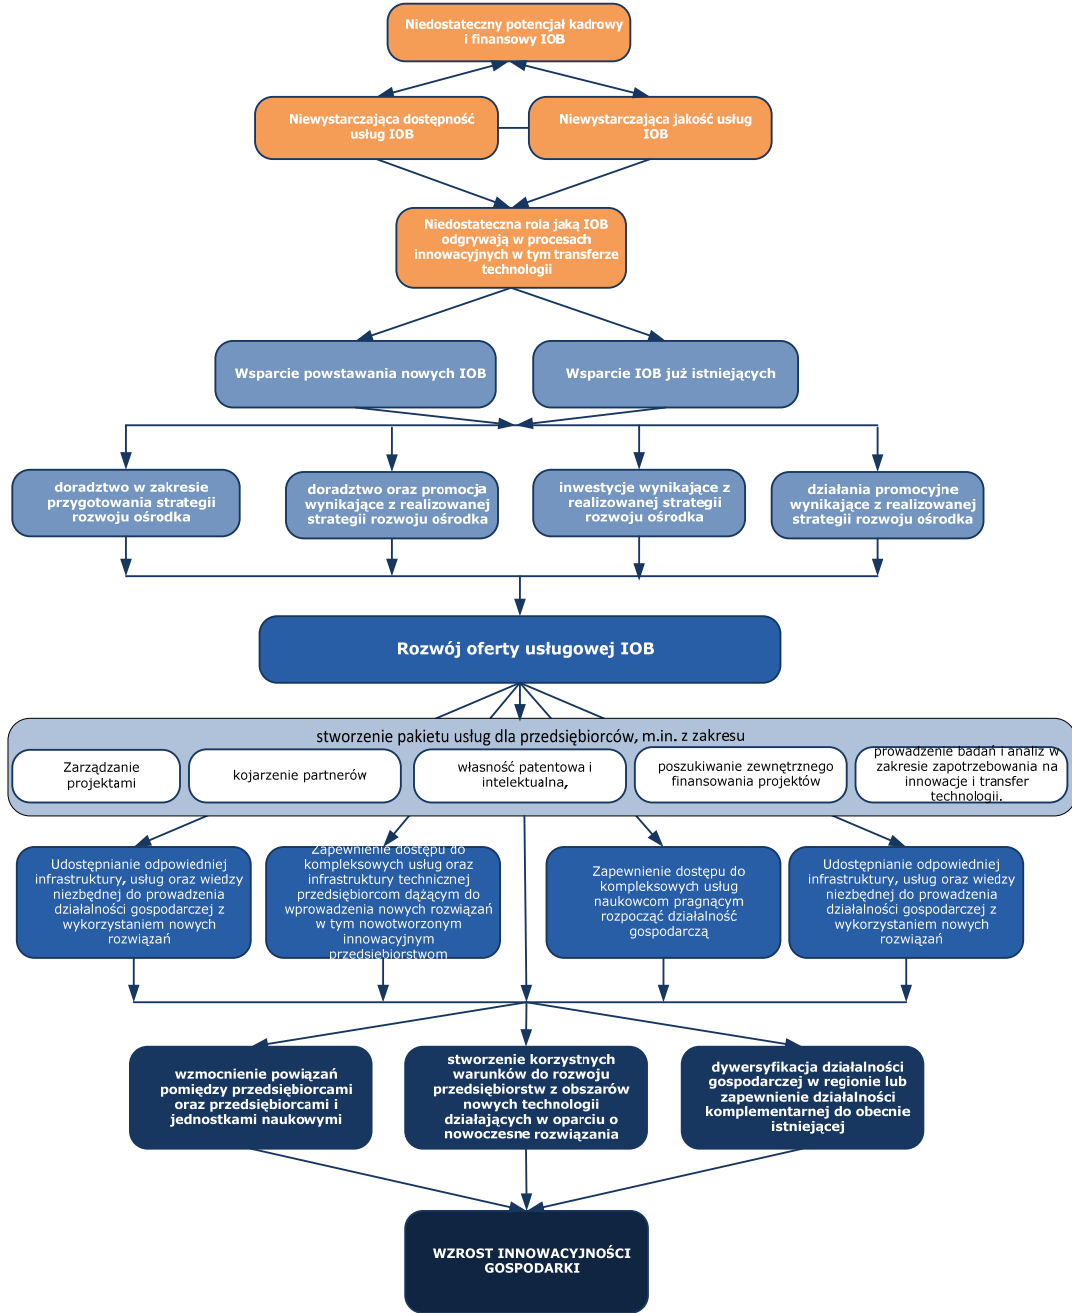 Niedostateczny potencjał kadrowy
i finansowy IOB
Niewystarczająca dostępność
usług IOB
Niewystarczająca jakość usług
IOB
Niedostateczna rola jaką IOB
odgrywają w procesach
innowacyjnych w tym transferze
technologii
Wsparcie powstawania nowych IOB
Wsparcie IOB już istniejących
doradztwo w zakresie
przygotowania strategii
rozwoju ośrodka
doradztwo oraz promocja
wynikające z realizowanej
strategii rozwoju ośrodka
inwestycje wynikające z
realizowanej strategii
rozwoju ośrodka
działania promocyjne
wynikające z realizowanej
strategii rozwoju ośrodka
Rozwój oferty usługowej IOB
stworzenie pakietu usług dla przedsiębiorców, m.in. z zakresu
Zarządzanie
projektami
kojarzenie partnerów
własność patentowa i
intelektualna,
poszukiwanie zewnętrznego
finansowania projektów
prowadzenie badań i analiz w
zakresie zapotrzebowania na
innowacje i transfer
technologii.
Udostępnianie odpowiedniej
infrastruktury, usług oraz wiedzy
niezbędnej do prowadzenia
działalności gospodarczej z
wykorzystaniem nowych
rozwiązań
Zapewnienie dostępu do
kompleksowych usług oraz
infrastruktury technicznej
przedsiębiorcom dążącym do
wprowadzenia nowych rozwiązań
w tym nowotworzonym
innowacyjnym
przedsiębiorstwom
Zapewnienie dostępu do
kompleksowych usług
naukowcom pragnącym
rozpocząć działalność
gospodarczą
Udostępnianie odpowiedniej
infrastruktury, usług oraz wiedzy
niezbędnej do prowadzenia
działalności gospodarczej z
wykorzystaniem nowych
rozwiązań
wzmocnienie powiązań
pomiędzy przedsiębiorcami
oraz przedsiębiorcami i
jednostkami naukowymi
stworzenie korzystnych
warunków do rozwoju
przedsiębiorstw z obszarów
nowych technologii
działających w oparciu o
nowoczesne rozwiązania
dywersyfikacja działalności
gospodarczej w regionie lub
zapewnienie działalności
komplementarnej do obecnie
istniejącej
WZROST INNOWACYJNOŚCI
GOSPODARKI